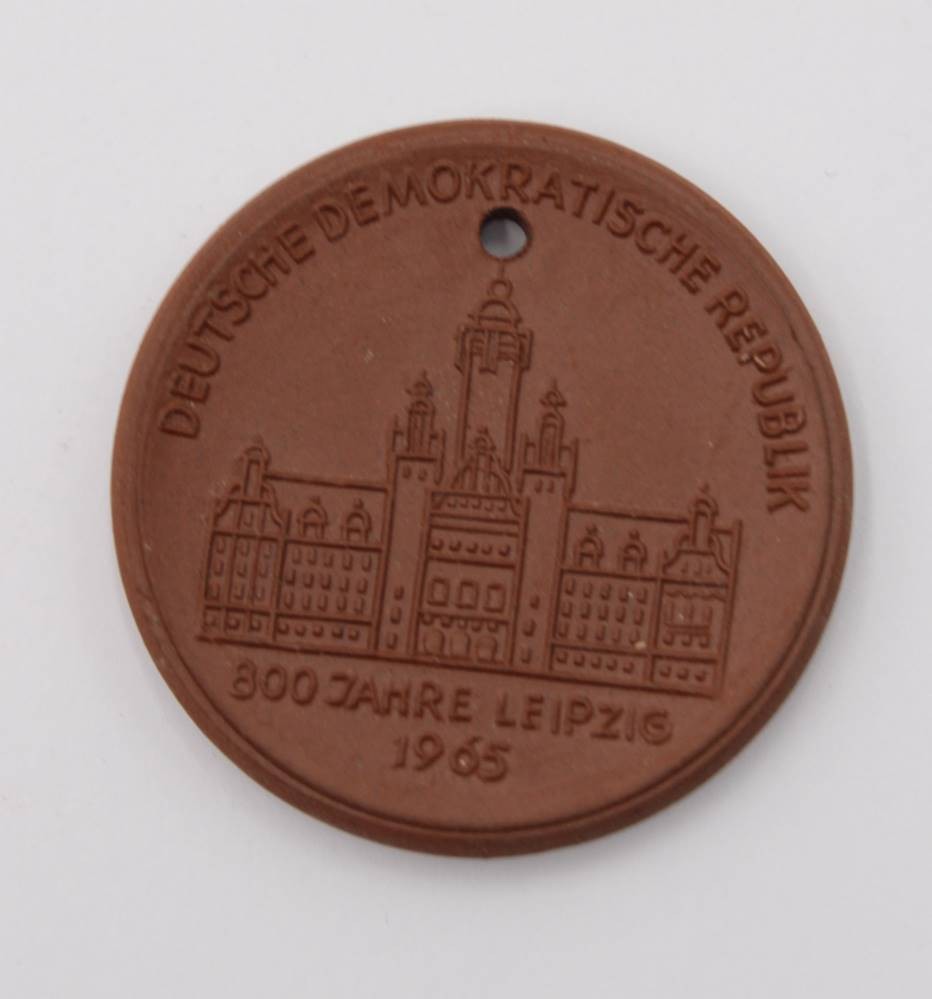 DEUTSCHE DEMOKRATISCHE REPUBLIK
800 JAHRE LEIPZIG
1965